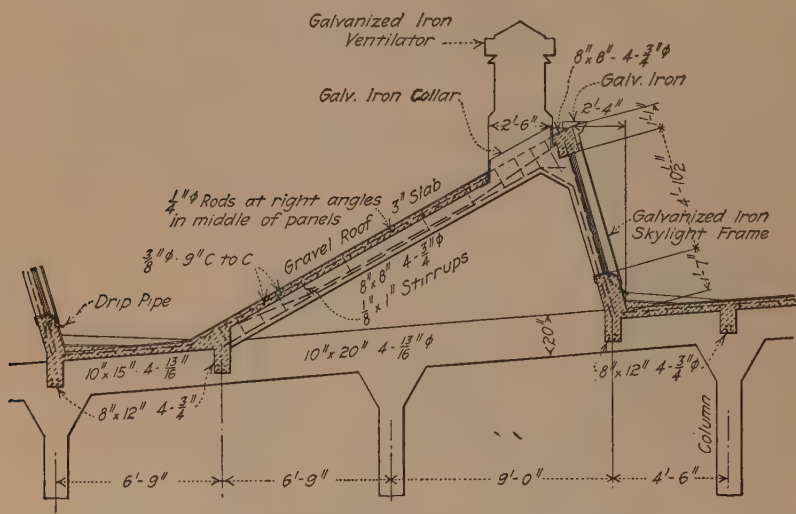 Galvanized Iron
Ventilator
8"x8"- 4-3/4"φ
Galv. Iron
Galv. Iron Collar
2'-4"
2'-6"
1'-1"
4'-10 1/2"
1/4"φ Rods at right angles
in middle of panels
Gravel Roof 3" Slab
3/8"φ- 9" C to C
8"x8" 4-3/4"φ
1/8"x1" Stirrups
Galvanized Iron
Skylight Frame
1'-7"
Drip Pipe
20"
10"x15" 4-13/16"
10"x20" 4-13/16"φ
8"x12" 4-3/4"
8"x12" 4-3/4"φ
Column
6'-9"
6'-9"
9'-0"
4'-6"